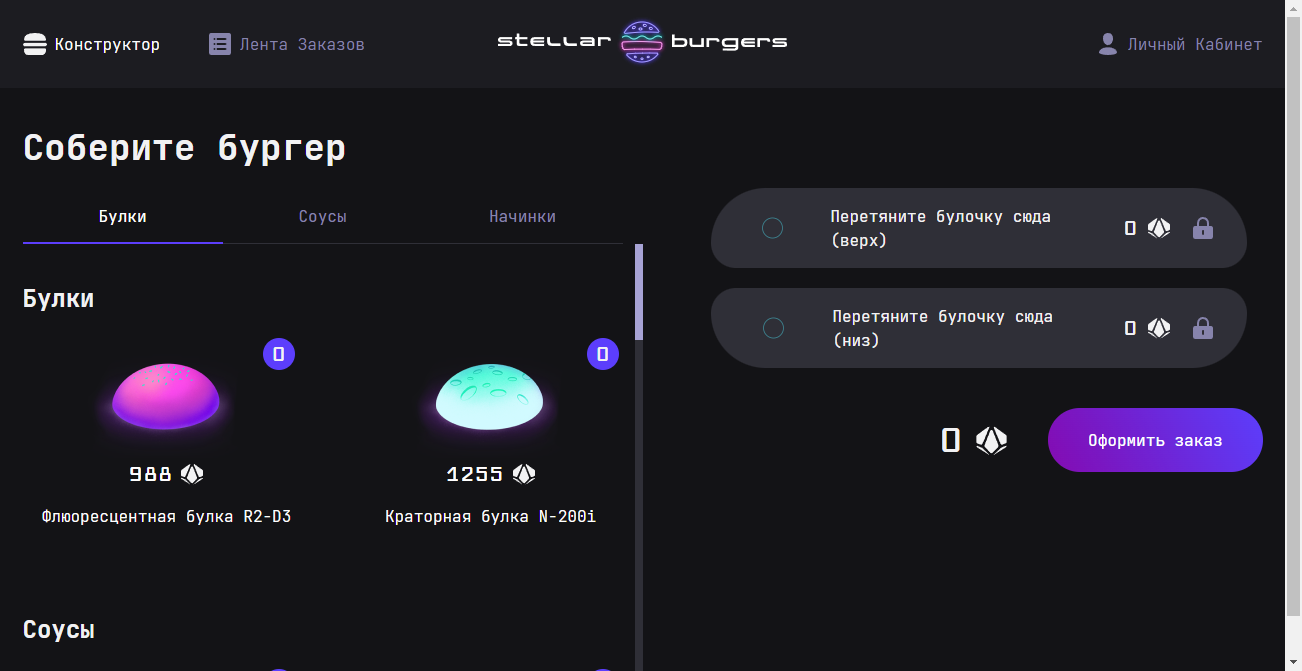 Конструктор
Лента Заказов
stellar burgers
Личный Кабинет
Соберите бургер
Булки
Соусы
Начинки
Булки
0
0
988
1255
Флюоресцентная булка R2-D3
Краторная булка N-200i
Соусы
Перетяните булочку сюда
(верх)
0
Перетяните булочку сюда
(низ)
0
0
Оформить заказ